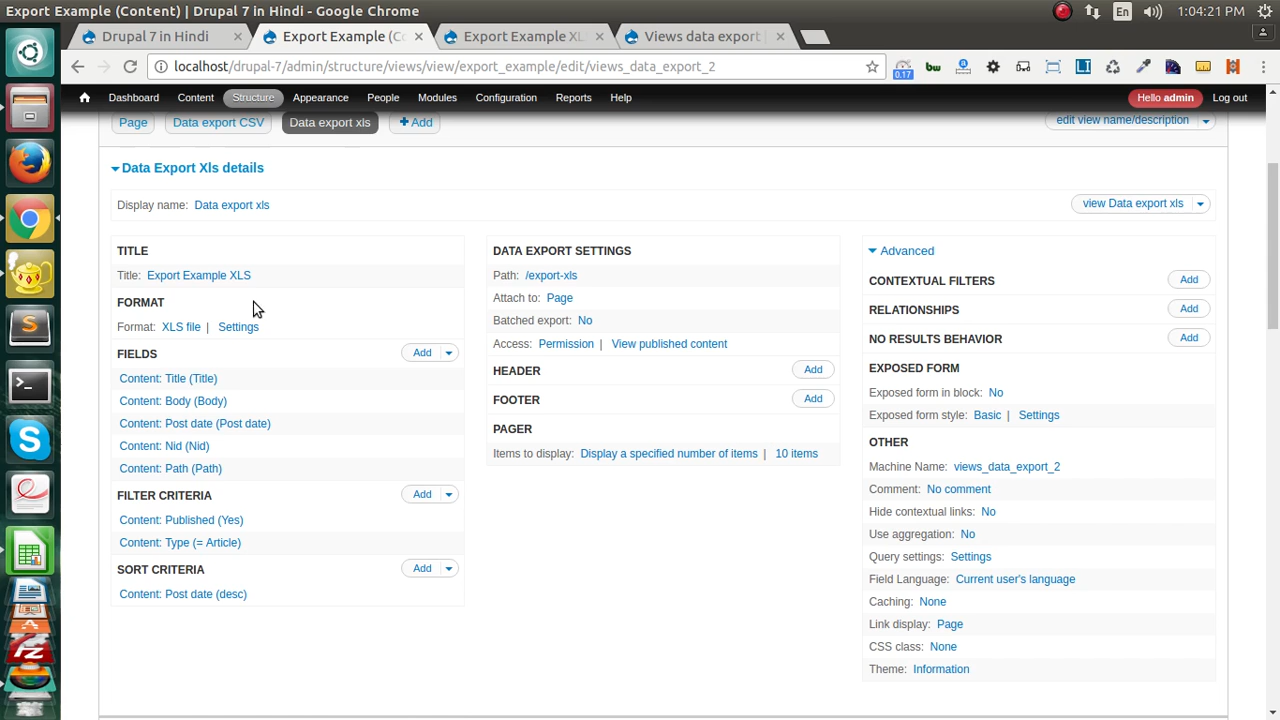 Export Example (Content) | Drupal 7 in Hindi - Google Chrome En 1:04:21 PM
Drupal 7 in Hindi × Export Example (Co × Export Example XL × Views data export | ×
localhost/drupal-7/admin/structure/views/view/export_example/edit/views_data_export_2 0.17 bw
Dashboard Content Structure Appearance People Modules Configuration Reports Help Hello admin Log out
Page Data export CSV Data export xls + Add edit view name/description
Data Export Xls details
Display name: Data export xls view Data export xls
TITLE
Title: Export Example XLS
FORMAT
Format: XLS file | Settings
FIELDS Add
Content: Title (Title)
Content: Body (Body)
Content: Post date (Post date)
Content: Nid (Nid)
Content: Path (Path)
FILTER CRITERIA Add
Content: Published (Yes)
Content: Type (= Article)
SORT CRITERIA Add
Content: Post date (desc)
DATA EXPORT SETTINGS
Path: /export-xls
Attach to: Page
Batched export: No
Access: Permission | View published content
HEADER Add
FOOTER Add
PAGER
Items to display: Display a specified number of items | 10 items
Advanced
CONTEXTUAL FILTERS Add
RELATIONSHIPS Add
NO RESULTS BEHAVIOR Add
EXPOSED FORM
Exposed form in block: No
Exposed form style: Basic | Settings
OTHER
Machine Name: views_data_export_2
Comment: No comment
Hide contextual links: No
Use aggregation: No
Query settings: Settings
Field Language: Current user's language
Caching: None
Link display: Page
CSS class: None
Theme: Information